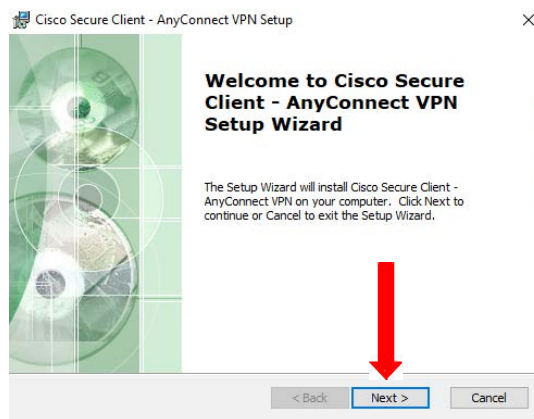 Cisco Secure Client - AnyConnect VPN Setup
Welcome to Cisco Secure
Client - AnyConnect VPN
Setup Wizard
The Setup Wizard will install Cisco Secure Client -
AnyConnect VPN on your computer. Click Next to
continue or Cancel to exit the Setup Wizard.
< Back Next > Cancel